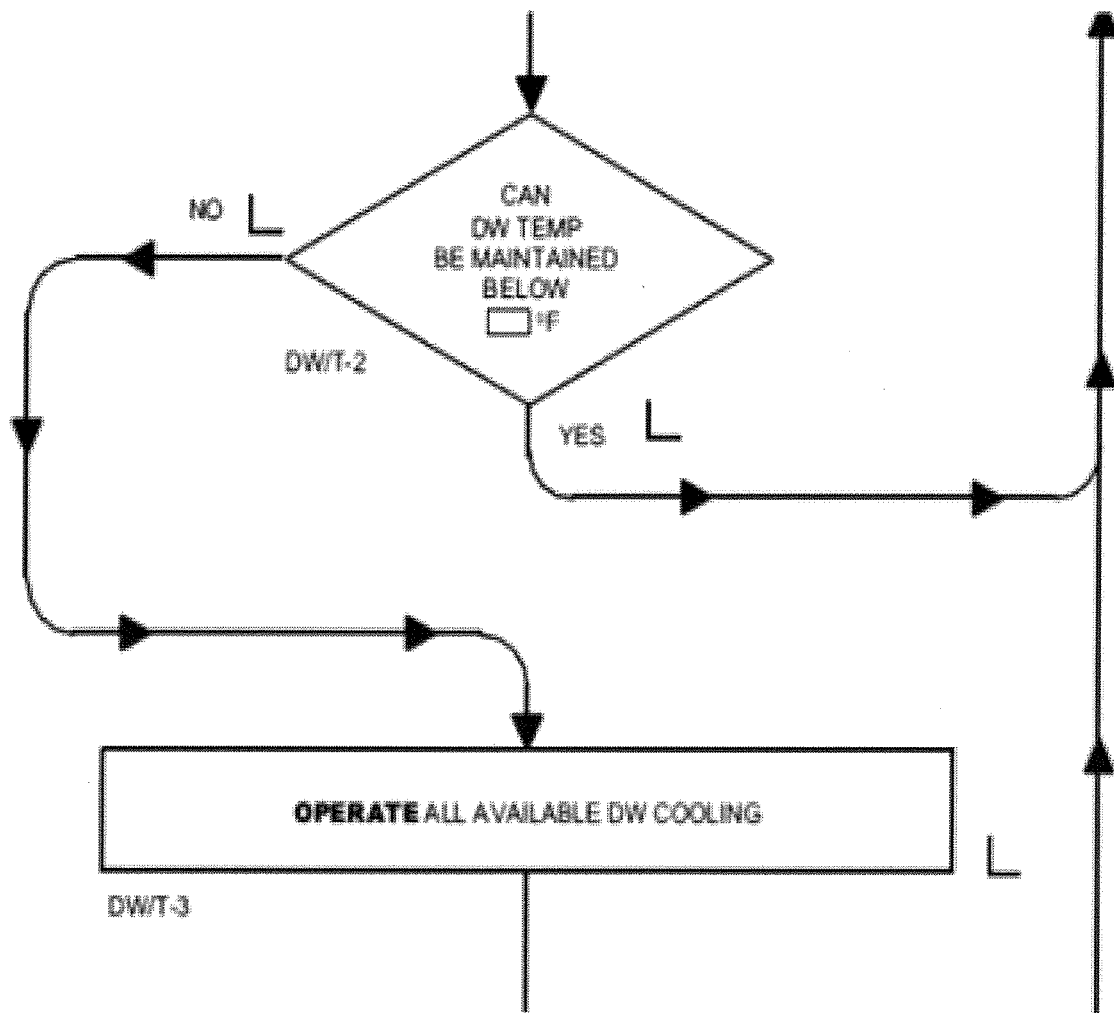 CAN
DW TEMP
BE MAINTAINED
BELOW
°F
NO
DW/T-2
YES
OPERATE ALL AVAILABLE DW COOLING
DW/T-3